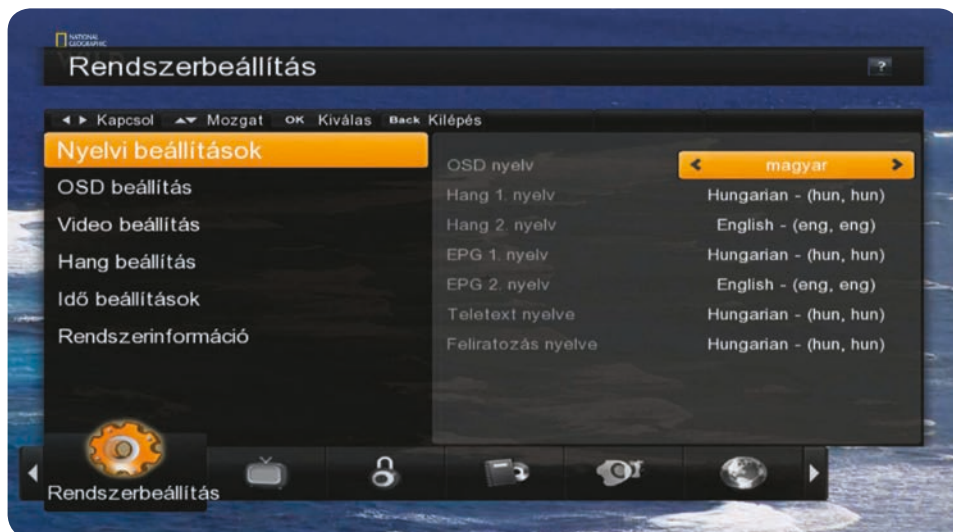 NATIONAL
GEOGRAPHIC
Rendszerbeállítás
?
Kapcsol Mozgat OK Kiválas Back Kilépés
Nyelvi beállítások
OSD beállítás
Video beállítás
Hang beállítás
Idő beállítások
Rendszerinformáció
OSD nyelv magyar
Hang 1. nyelv Hungarian - (hun, hun)
Hang 2. nyelv English - (eng, eng)
EPG 1. nyelv Hungarian - (hun, hun)
EPG 2. nyelv English - (eng, eng)
Teletext nyelve Hungarian - (hun, hun)
Feliratozás nyelve Hungarian - (hun, hun)
Rendszerbeállítás